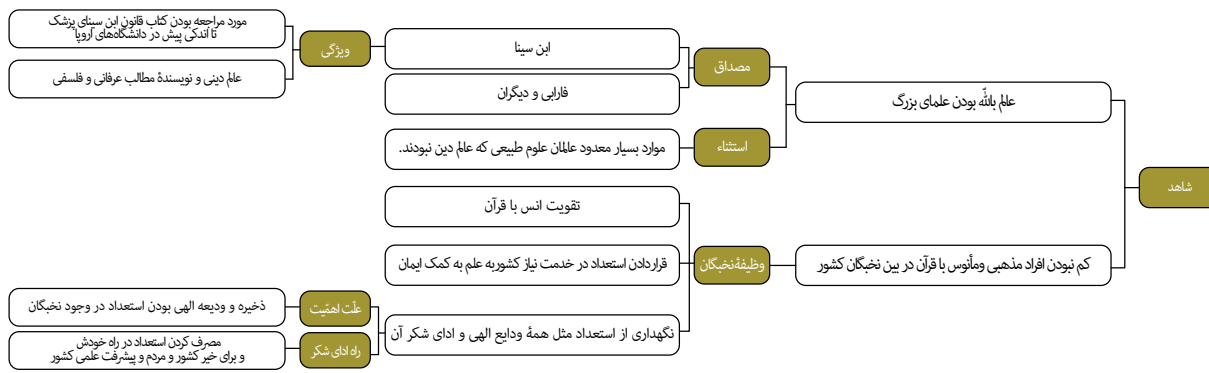 شاهد
عالم بالله بودن علمای بزرگ
مصداق
ابن سینا
ویژگی
مورد مراجعه بودن کتاب قانونِ ابن سینای پزشک
تا اندکی پیش در دانشگاه‌های اروپا
عالم دینی و نویسندهٔ مطالب عرفانی و فلسفی
فارابی و دیگران
استثناء
موارد بسیار معدود عالمان علوم طبیعی که عالم دین نبودند.
کم نبودن افراد مذهبی ومأنوس با قرآن در بین نخبگان کشور
وظیفهٔ نخبگان
تقویت انس با قرآن
قراردادن استعداد در خدمت نیاز کشوربه علم به کمک ایمان
نگهداری از استعداد مثل همهٔ ودایع الهی و ادای شکر آن
علّت اهمّیت
ذخیره و ودیعه الهی بودن استعداد در وجود نخبگان
راه ادای شکر
مصرف کردن استعداد در راه خودش
و برای خیر کشور و مردم و پیشرفت علمی کشور